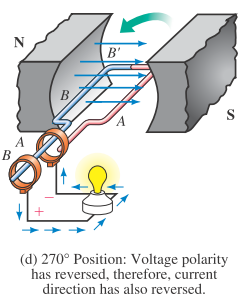 N
B'
B
A
S
A
B
−
+
(d) 270° Position: Voltage polarity
has reversed, therefore, current
direction has also reversed.